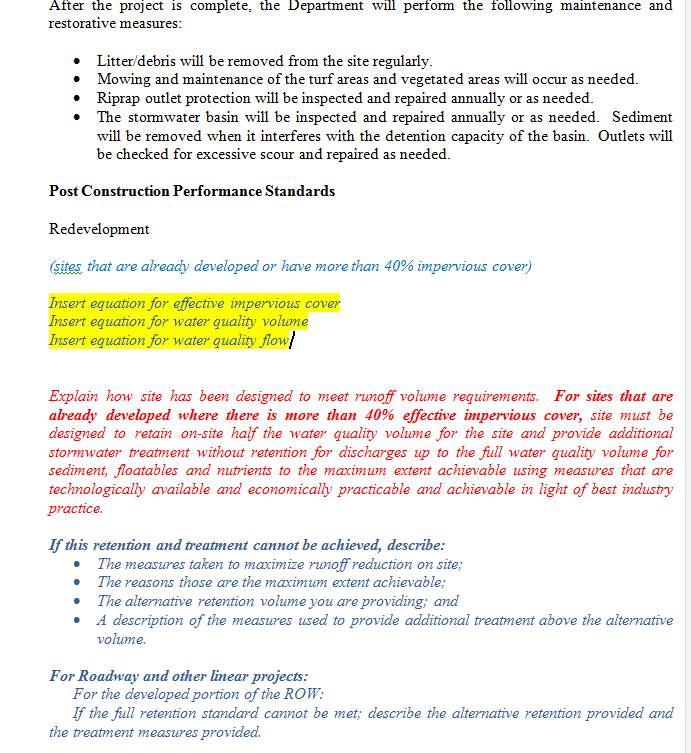 After the project is complete, the Department will perform the following maintenance and
restorative measures:
• Litter/debris will be removed from the site regularly.
• Mowing and maintenance of the turf areas and vegetated areas will occur as needed.
• Riprap outlet protection will be inspected and repaired annually or as needed.
• The stormwater basin will be inspected and repaired annually or as needed. Sediment
will be removed when it interferes with the detention capacity of the basin. Outlets will
be checked for excessive scour and repaired as needed.
Post Construction Performance Standards
Redevelopment
(sites that are already developed or have more than 40% impervious cover)
Insert equation for effective impervious cover
Insert equation for water quality volume
Insert equation for water quality flow
Explain how site has been designed to meet runoff volume requirements. For sites that are
already developed where there is more than 40% effective impervious cover, site must be
designed to retain on-site half the water quality volume for the site and provide additional
stormwater treatment without retention for discharges up to the full water quality volume for
sediment, floatables and nutrients to the maximum extent achievable using measures that are
technologically available and economically practicable and achievable in light of best industry
practice.
If this retention and treatment cannot be achieved, describe:
• The measures taken to maximize runoff reduction on site;
• The reasons those are the maximum extent achievable;
• The alternative retention volume you are providing; and
• A description of the measures used to provide additional treatment above the alternative
volume.
For Roadway and other linear projects:
For the developed portion of the ROW:
If the full retention standard cannot be met; describe the alternative retention provided and
the treatment measures provided.